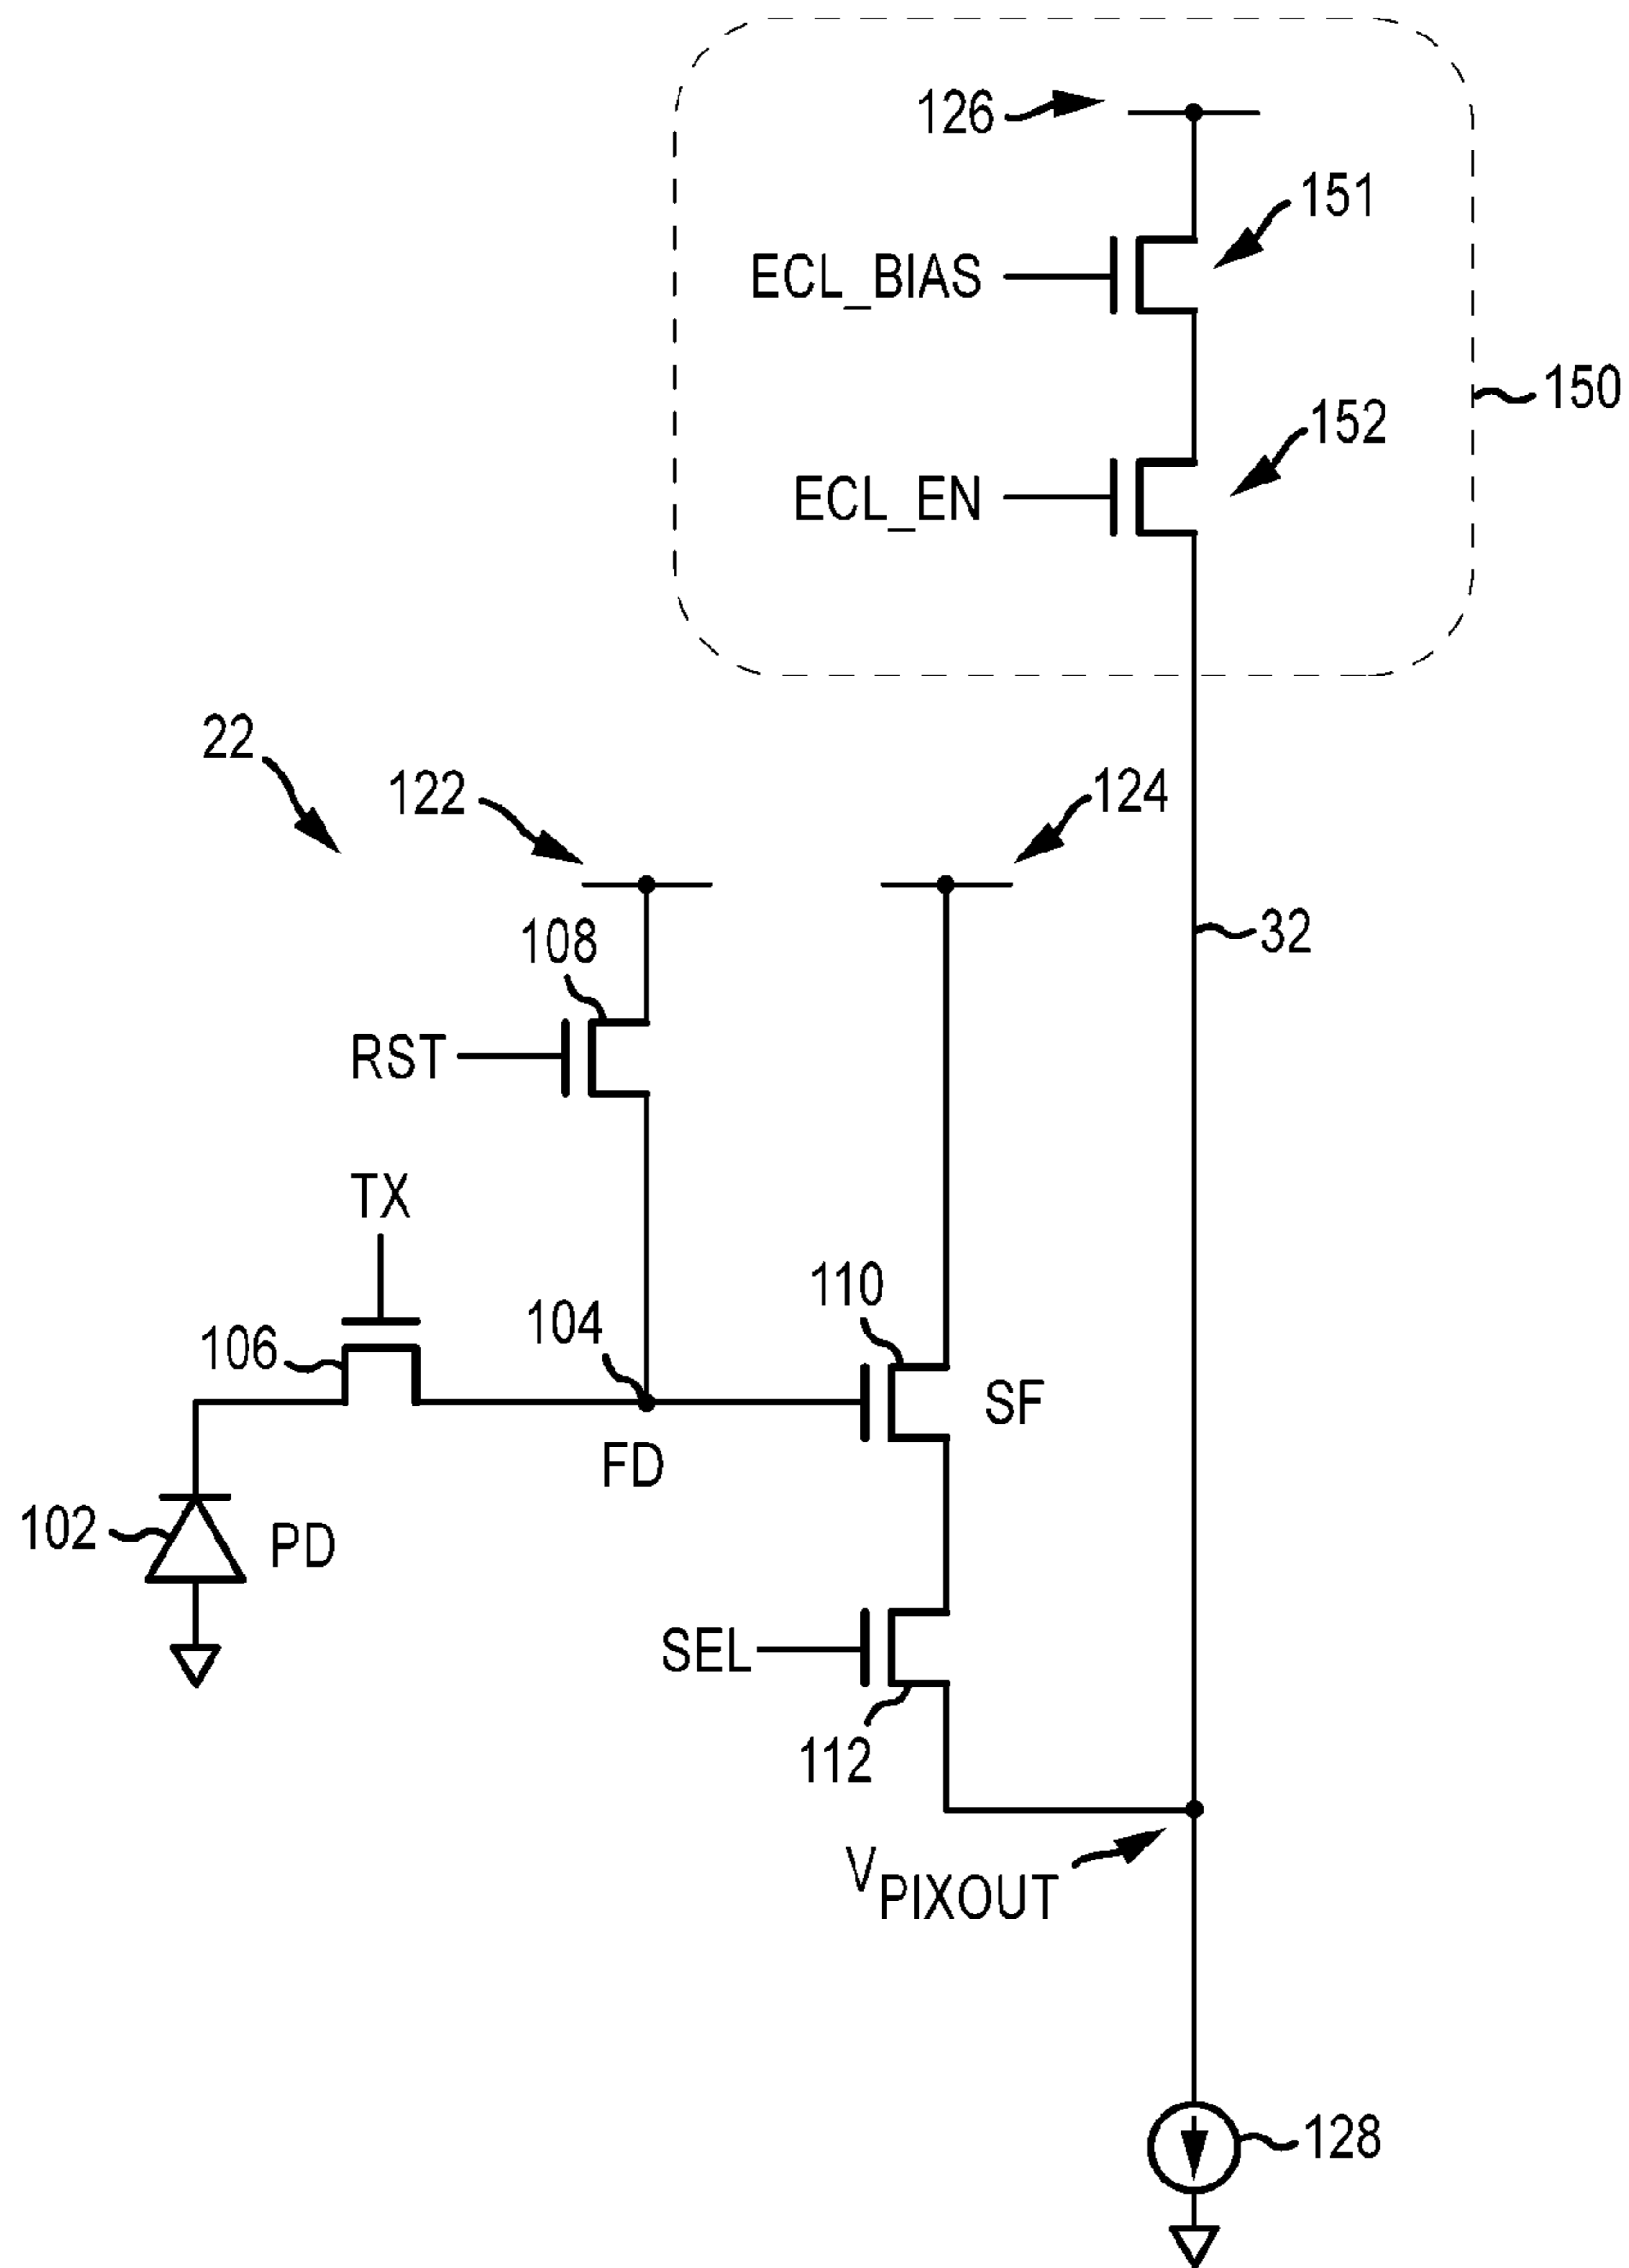 126
151
ECL_BIAS
150
152
ECL_EN
22
122
124
108
32
RST
TX
110
104
106
SF
FD
102
PD
SEL
112
VPIXOUT
128